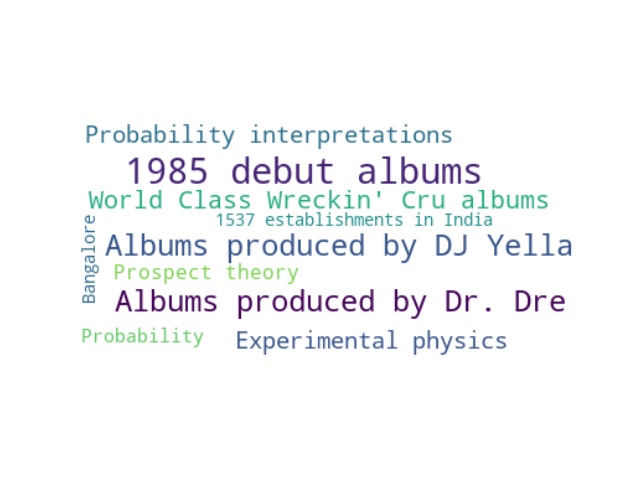 Probability interpretations
1985 debut albums
World Class Wreckin' Cru albums
1537 establishments in India
Bangalore
Albums produced by DJ Yella
Prospect theory
Albums produced by Dr. Dre
Probability
Experimental physics